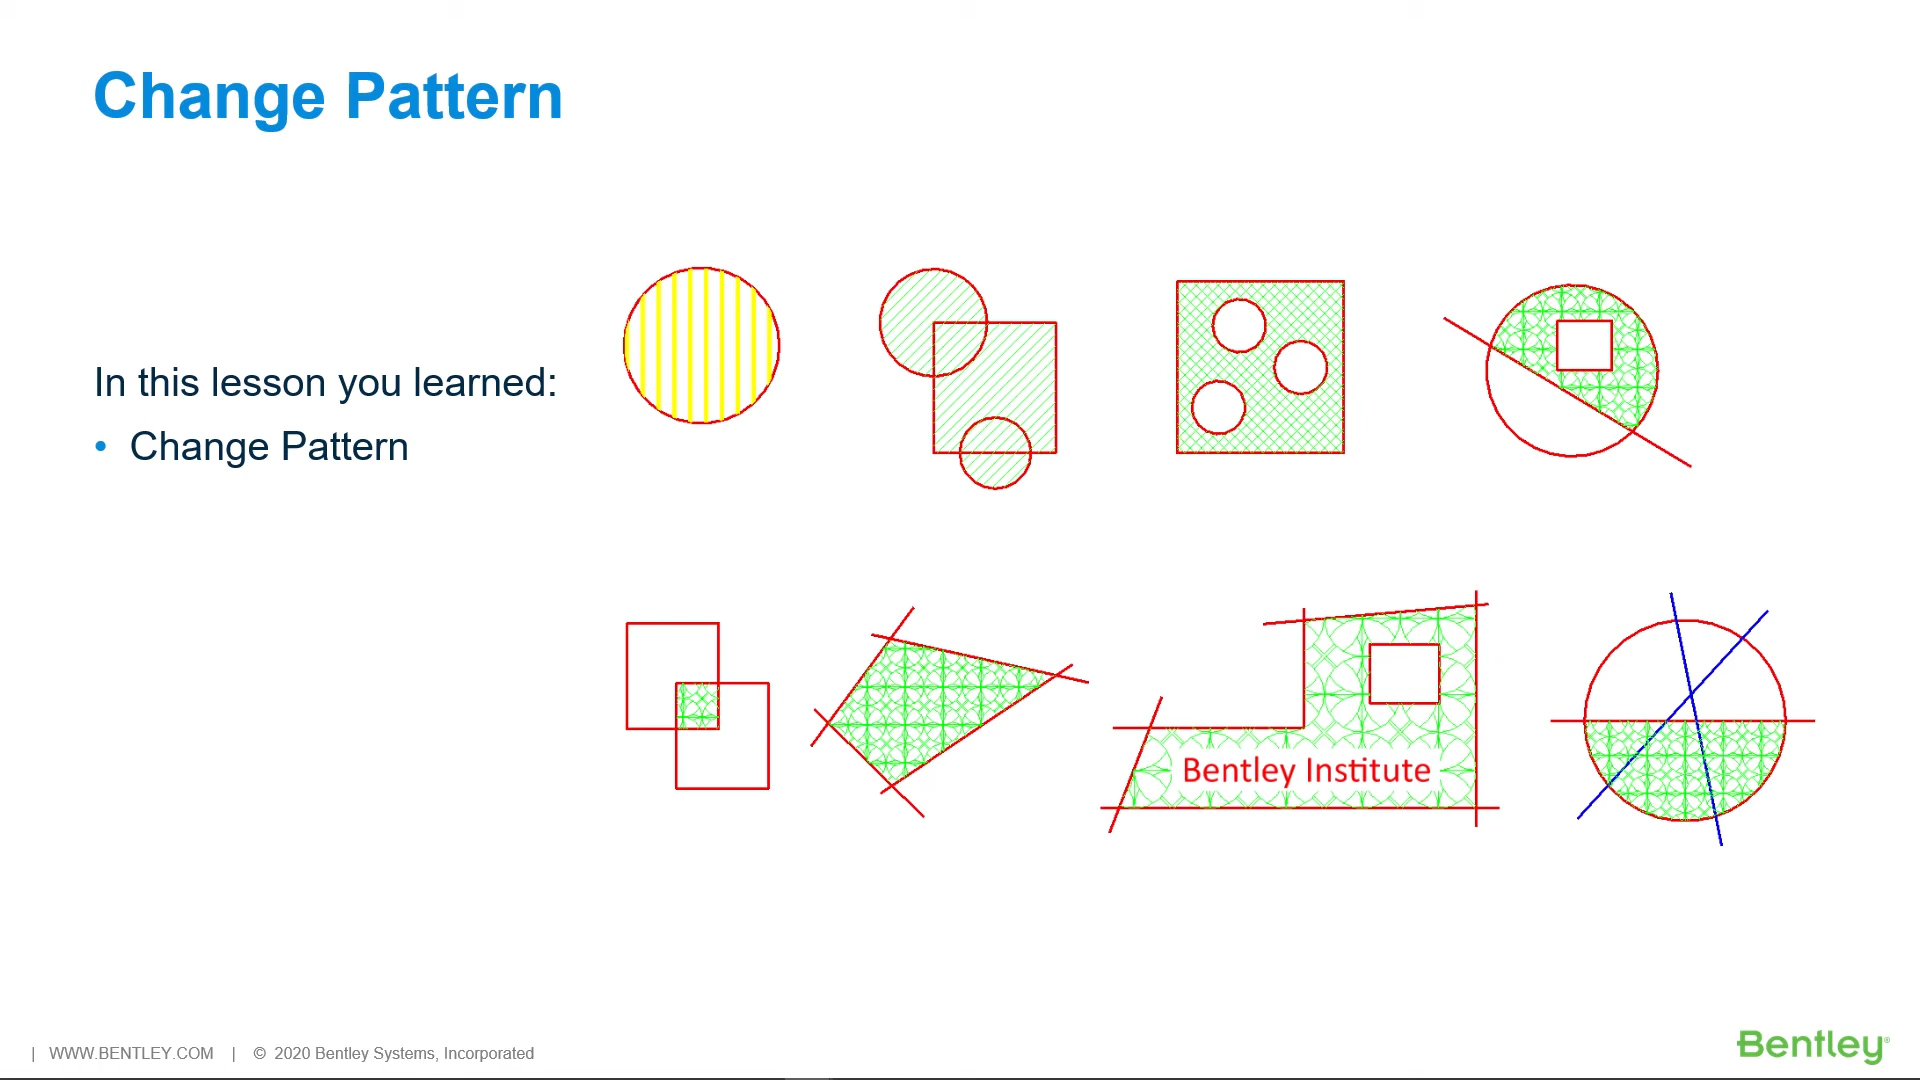 Change Pattern
In this lesson you learned:
• Change Pattern
Bentley Institute
| WWW.BENTLEY.COM | © 2020 Bentley Systems, Incorporated
Bentley®